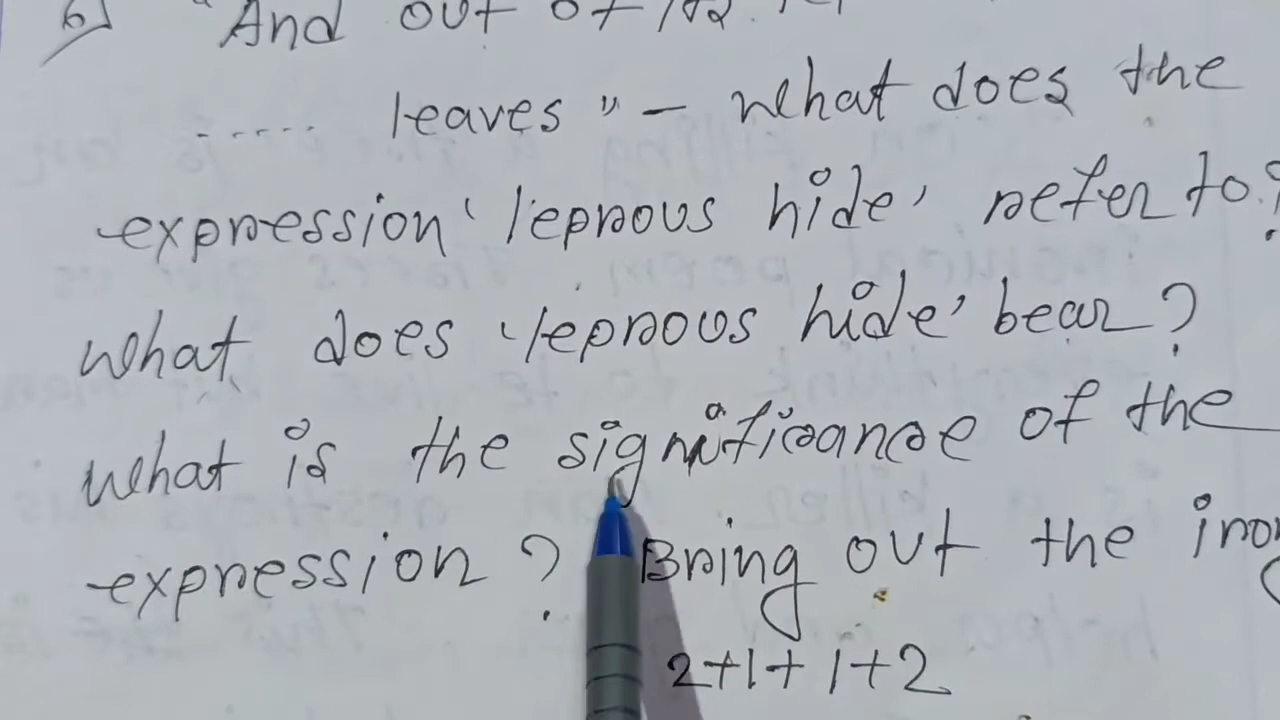 6) "And out of its
..... leaves" - What does the
expression 'leprous hide' refer to?
What does 'leprous hide' bear?
What is the significance of the
expression? Bring out the
2+1+1+2